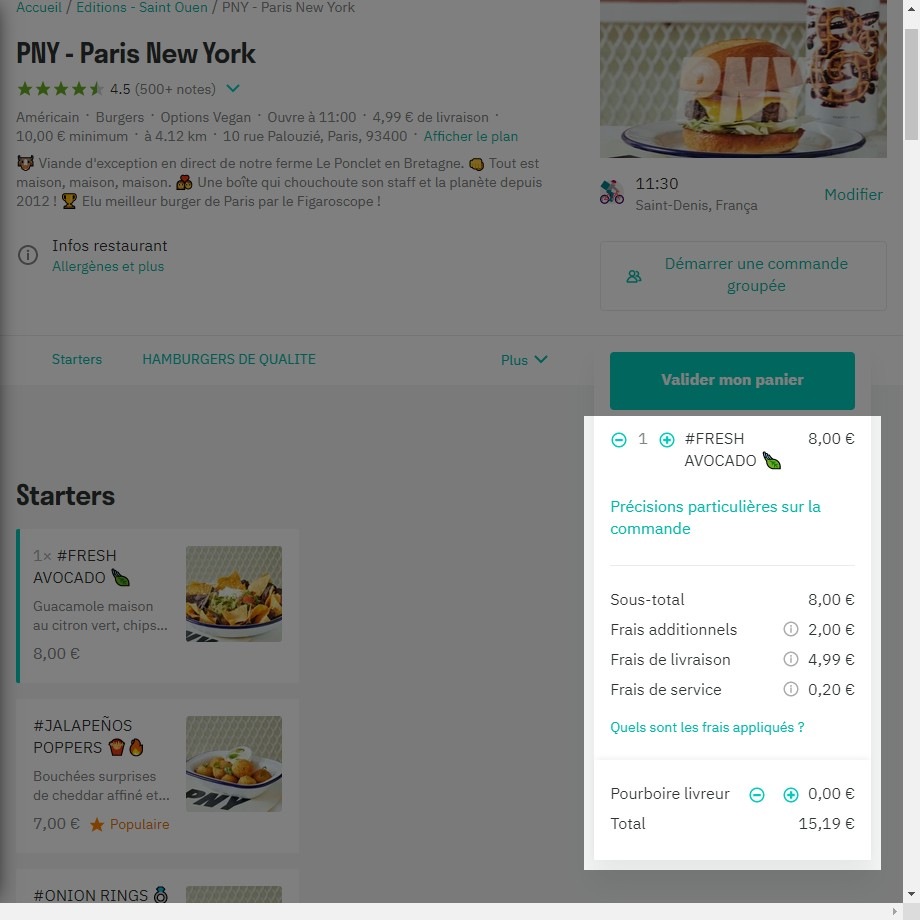 Accueil / Editions - Saint Ouen / PNY - Paris New York
PNY - Paris New York
4.5 (500+ notes)
Américain · Burgers · Options Vegan · Ouvre à 11:00 · 4,99 € de livraison ·
10,00 € minimum · à 4.12 km · 10 rue Palouzié, Paris, 93400 · Afficher le plan
🐮 Viande d'exception en direct de notre ferme Le Ponclet en Bretagne. 👊 Tout est
maison, maison, maison. 👩‍❤️‍👨 Une boîte qui chouchoute son staff et la planète depuis
2012 ! 🏆 Elu meilleur burger de Paris par le Figaroscope !
Infos restaurant
Allergènes et plus
PNY
11:30
Saint-Denis, França
Modifier
Démarrer une commande
groupée
Starters
HAMBURGERS DE QUALITE
Plus
Valider mon panier
1 #FRESH 8,00 €
AVOCADO
Précisions particulières sur la
commande
Sous-total 8,00 €
Frais additionnels 2,00 €
Frais de livraison 4,99 €
Frais de service 0,20 €
Quels sont les frais appliqués ?
Pourboire livreur 0,00 €
Total 15,19 €
Starters
1× #FRESH
AVOCADO
Guacamole maison
au citron vert, chips...
8,00 €
#JALAPEÑOS
POPPERS 🍟🔥
Bouchées surprises
de cheddar affiné et...
7,00 € Populaire
PNY
#ONION RINGS 💍